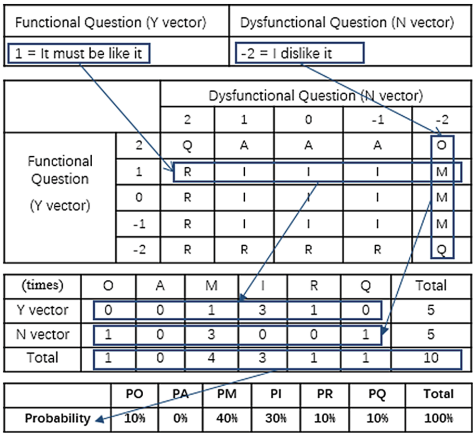 Functional Question (Y vector) Dysfunctional Question (N vector)
1 = It must be like it -2 = I dislike it
Dysfunctional Question (N vector)
2 1 0 -1 -2
Functional Question (Y vector)
2 Q A A A O
1 R I I I M
0 R I I I M
-1 R I I I M
-2 R R R R Q
(times) O A M I R Q Total
Y vector 0 0 1 3 1 0 5
N vector 1 0 3 0 0 1 5
Total 1 0 4 3 1 1 10
PO PA PM PI PR PQ Total
Probability 10% 0% 40% 30% 10% 10% 100%